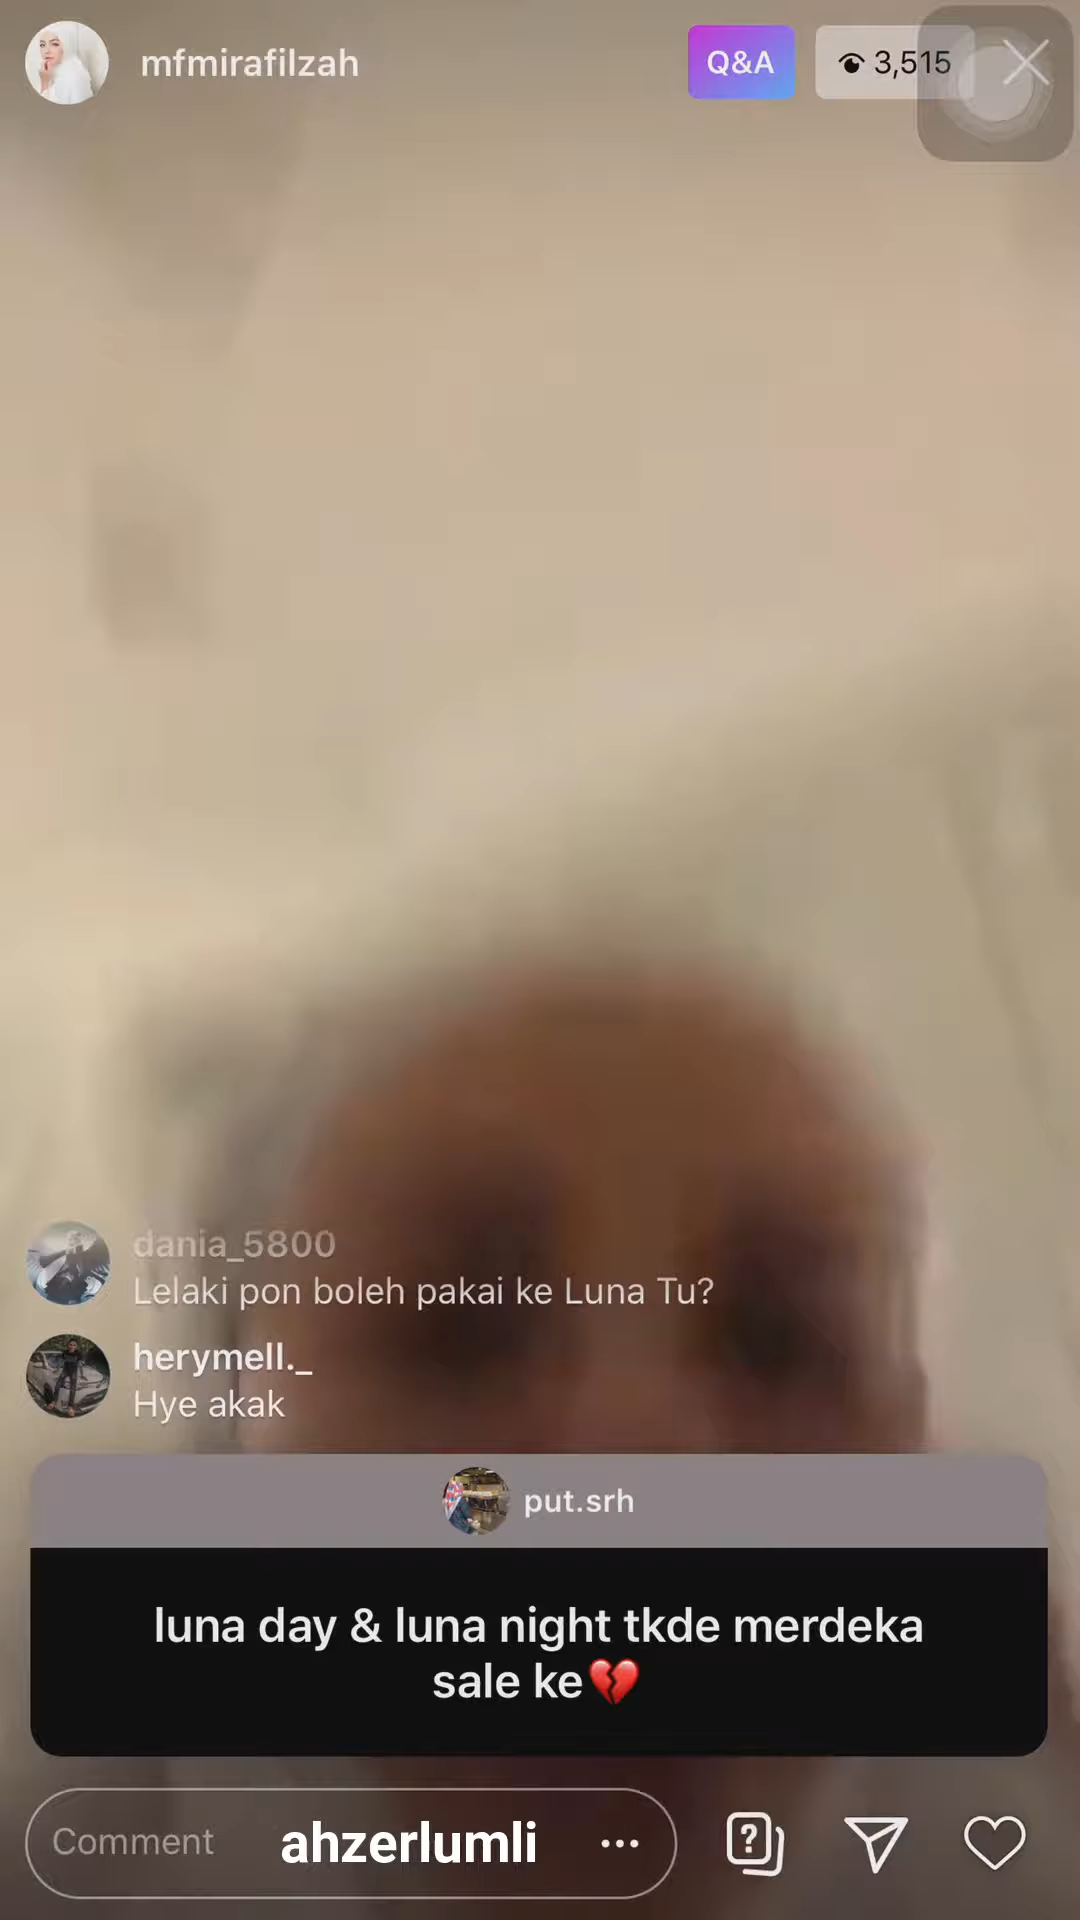 mfmirafilzah
Q&A
3,515
dania_5800
Lelaki pon boleh pakai ke Luna Tu?
herymell._
Hye akak
put.srh
luna day & luna night tkde merdeka
sale ke💔
Comment
ahzerlumli